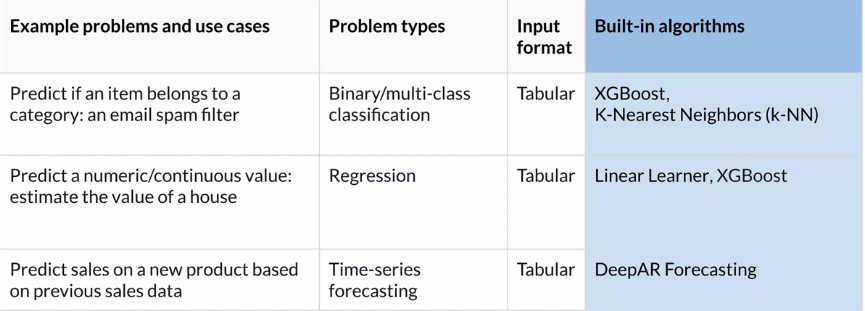 Example problems and use cases
Problem types
Input
format
Built-in algorithms
Predict if an item belongs to a
category: an email spam filter
Binary/multi-class
classification
Tabular
XGBoost,
K-Nearest Neighbors (k-NN)
Predict a numeric/continuous value:
estimate the value of a house
Regression
Tabular
Linear Learner, XGBoost
Predict sales on a new product based
on previous sales data
Time-series
forecasting
Tabular
DeepAR Forecasting